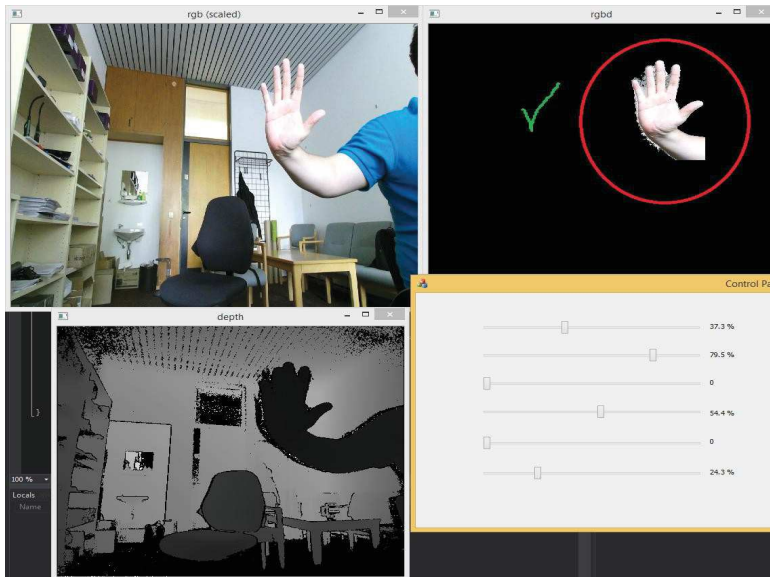 rgb (scaled)
rgbd
Control Pa
37.3 %
79.5 %
0
54.4 %
0
24.3 %
depth
}
100 %
Locals
Name